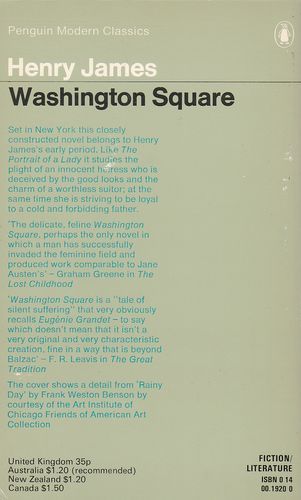 Penguin Modern Classics
Henry James
Washington Square
Set in New York this closely
constructed novel belongs to Henry
James's early period. Like The
Portrait of a Lady it studies the
plight of an innocent heiress who is
deceived by the good looks and the
charm of a worthless suitor; at the
same time she is striving to be loyal
to a cold and forbidding father.
'The delicate, feline Washington
Square, perhaps the only novel in
which a man has successfully
invaded the feminine field and
produced work comparable to Jane
Austen's' – Graham Greene in The
Lost Childhood
'Washington Square is a "tale of
silent suffering" that very obviously
recalls Eugénie Grandet – to say
which doesn't mean that it isn't a
very original and very characteristic
creation, fine in a way that is beyond
Balzac' – F. R. Leavis in The Great
Tradition
The cover shows a detail from 'Rainy
Day' by Frank Weston Benson by
courtesy of the Art Institute of
Chicago Friends of American Art
Collection
United Kingdom 35p
Australia $1.20 (recommended)
New Zealand $1.20
Canada $1.50
FICTION/
LITERATURE
ISBN 0 14
00.1920 0